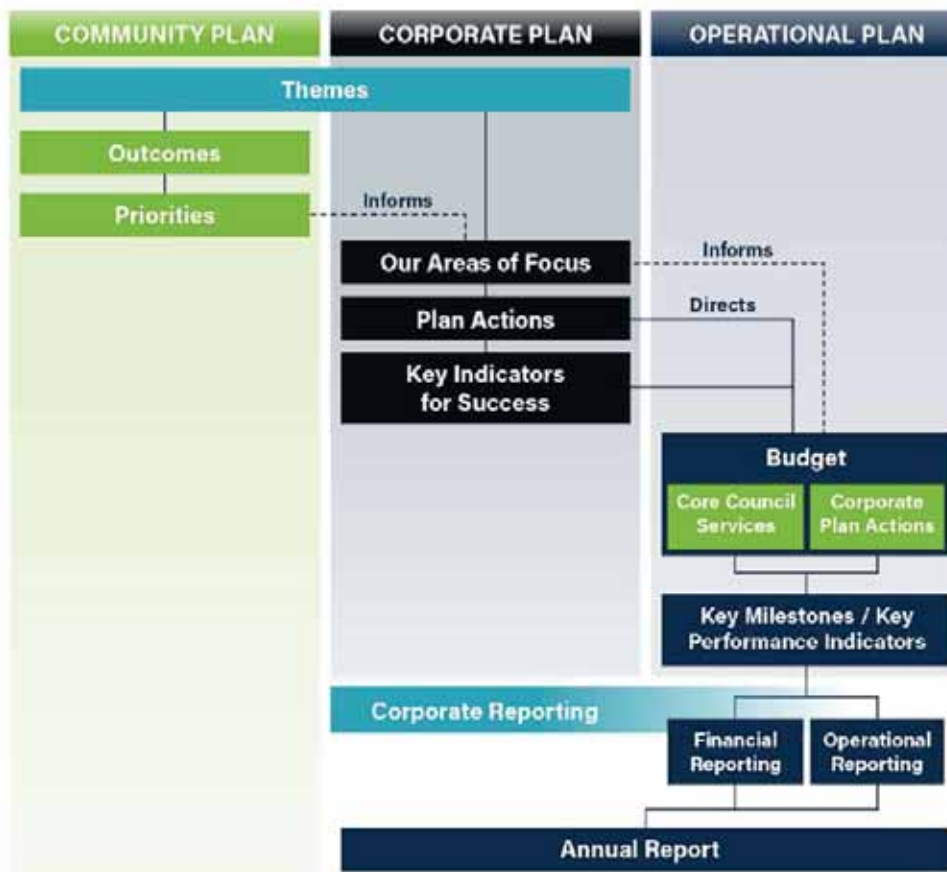 COMMUNITY PLAN
CORPORATE PLAN
OPERATIONAL PLAN
Themes
Outcomes
Priorities
Informs
Our Areas of Focus
Informs
Plan Actions
Directs
Key Indicators
for Success
Budget
Core Council
Services
Corporate
Plan Actions
Key Milestones / Key
Performance Indicators
Corporate Reporting
Financial
Reporting
Operational
Reporting
Annual Report